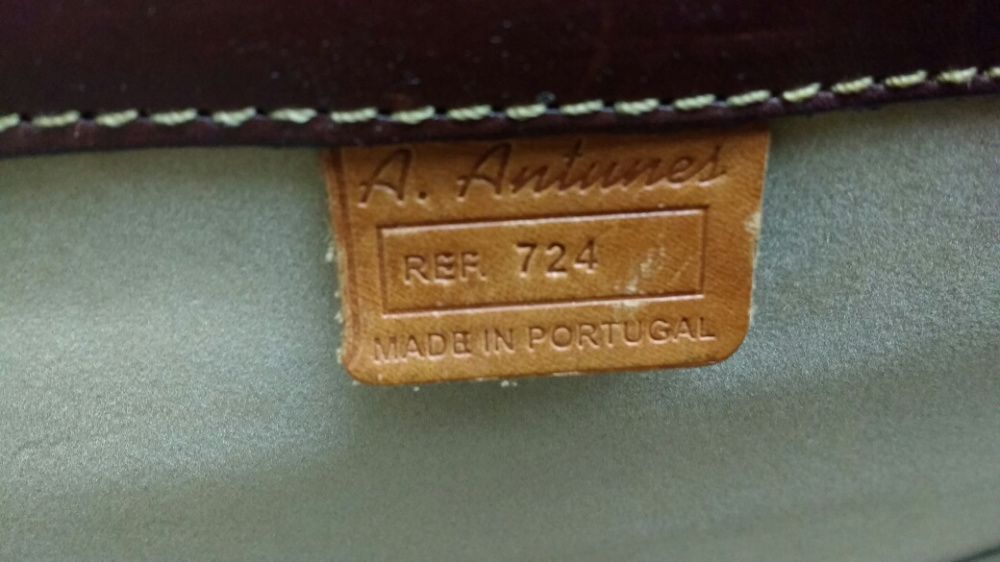 A. Antunes
REF. 724
MADE IN PORTUGAL